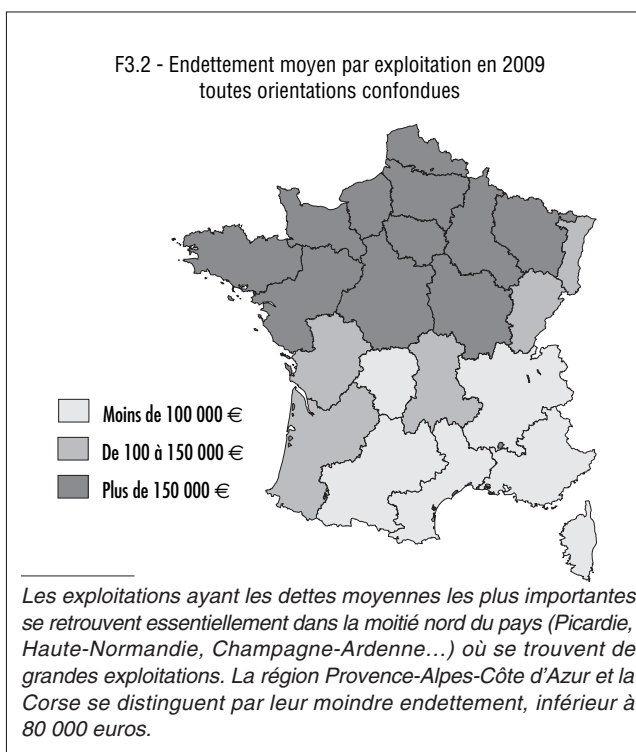 F3.2 - Endettement moyen par exploitation en 2009
toutes orientations confondues
Moins de 100 000 €
De 100 à 150 000 €
Plus de 150 000 €
Les exploitations ayant les dettes moyennes les plus importantes
se retrouvent essentiellement dans la moitié nord du pays (Picardie,
Haute-Normandie, Champagne-Ardenne…) où se trouvent de
grandes exploitations. La région Provence-Alpes-Côte d'Azur et la
Corse se distinguent par leur moindre endettement, inférieur à
80 000 euros.